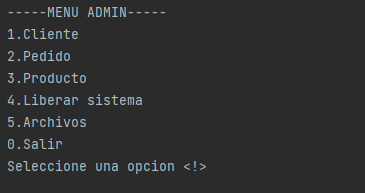 -----MENU ADMIN-----
1.Cliente
2.Pedido
3.Producto
4.Liberar sistema
5.Archivos
0.Salir
Seleccione una opcion <!>